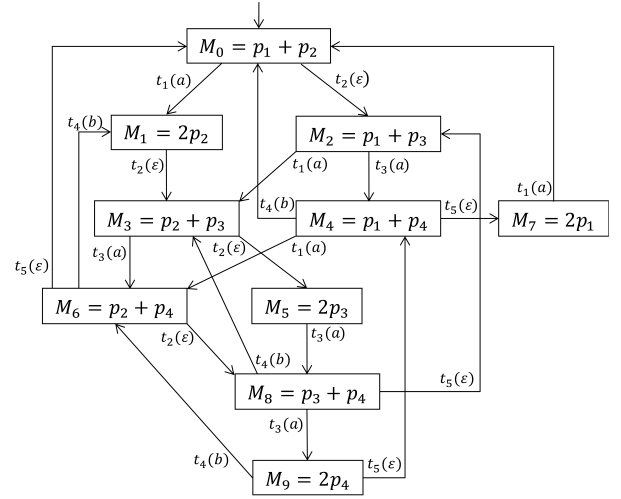 M₀ = p₁ + p₂
t₁(a)
t₂(ε)
t₄(b)
M₁ = 2p₂
M₂ = p₁ + p₃
t₂(ε)
t₁(a)
t₃(a)
t₁(a)
t₄(b)
t₅(ε)
M₃ = p₂ + p₃
M₄ = p₁ + p₄
M₇ = 2p₁
t₃(a)
t₂(ε)
t₁(a)
t₅(ε)
M₆ = p₂ + p₄
M₅ = 2p₃
t₂(ε)
t₃(a)
t₄(b)
t₅(ε)
M₈ = p₃ + p₄
t₃(a)
t₄(b)
t₅(ε)
M₉ = 2p₄